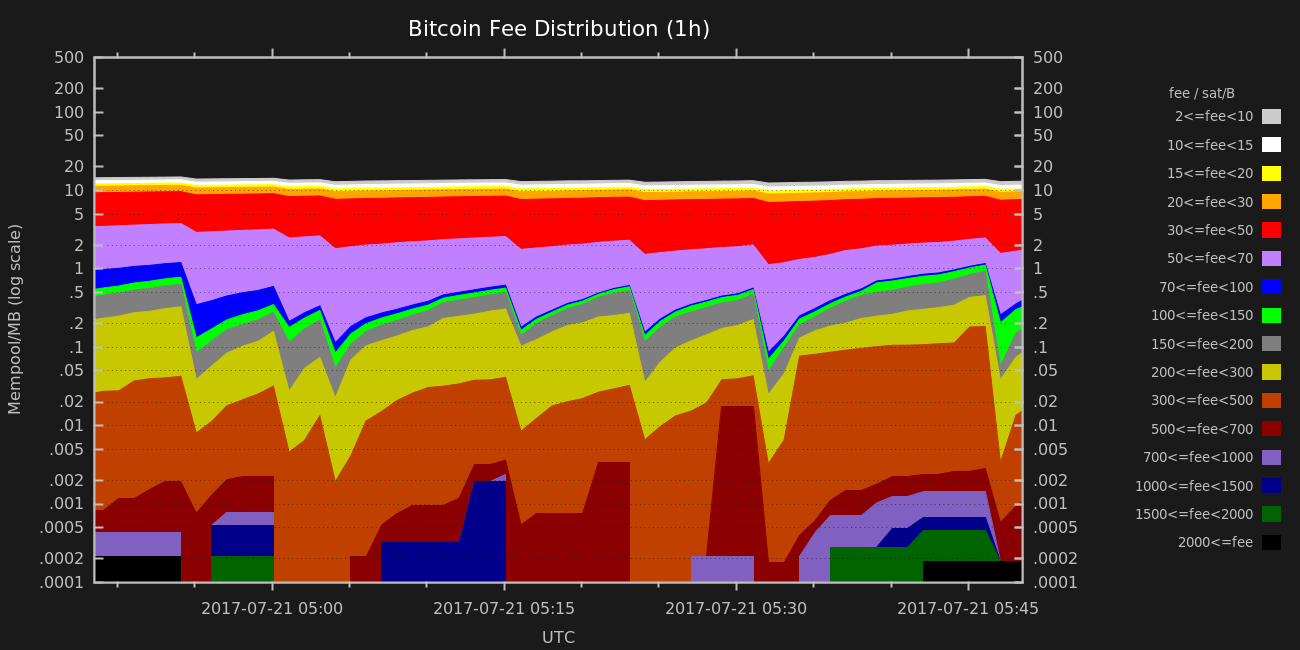 Bitcoin Fee Distribution (1h)
Mempool/MB (log scale)
500
200
100
50
20
10
5
2
1
.5
.2
.1
.05
.02
.01
.005
.002
.001
.0005
.0002
.0001
500
200
100
50
20
10
5
2
1
.5
.2
.1
.05
.02
.01
.005
.002
.001
.0005
.0002
.0001
2017-07-21 05:00
2017-07-21 05:15
2017-07-21 05:30
2017-07-21 05:45
UTC
fee / sat/B
2<=fee<10
10<=fee<15
15<=fee<20
20<=fee<30
30<=fee<50
50<=fee<70
70<=fee<100
100<=fee<150
150<=fee<200
200<=fee<300
300<=fee<500
500<=fee<700
700<=fee<1000
1000<=fee<1500
1500<=fee<2000
2000<=fee